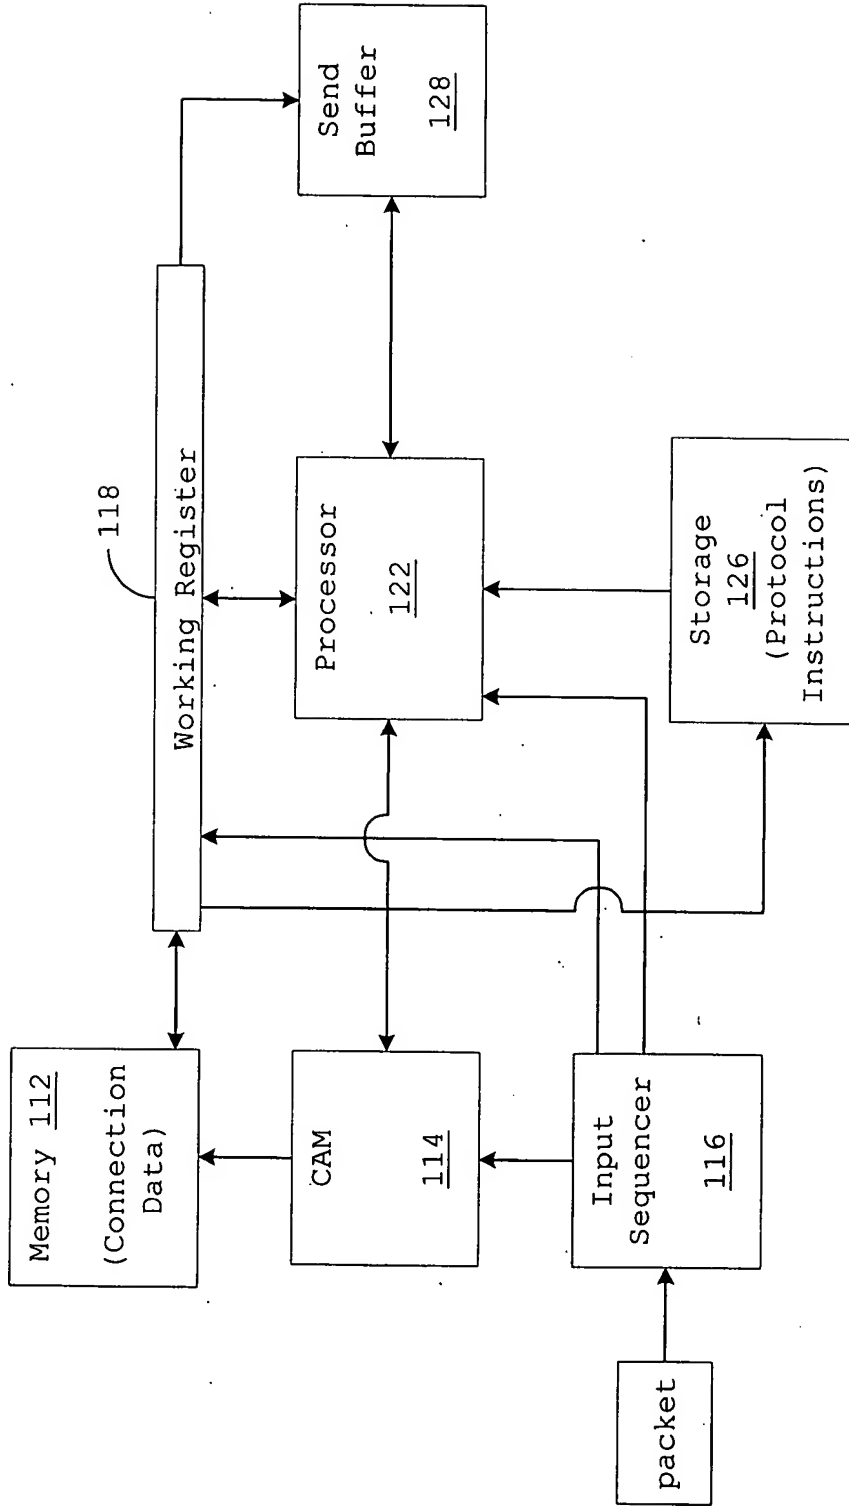 Memory 112
(Connection
Data)
118
Working Register
CAM
114
Processor
122
Send
Buffer
128
Input
Sequencer
116
Storage
126
(Protocol
Instructions)
packet